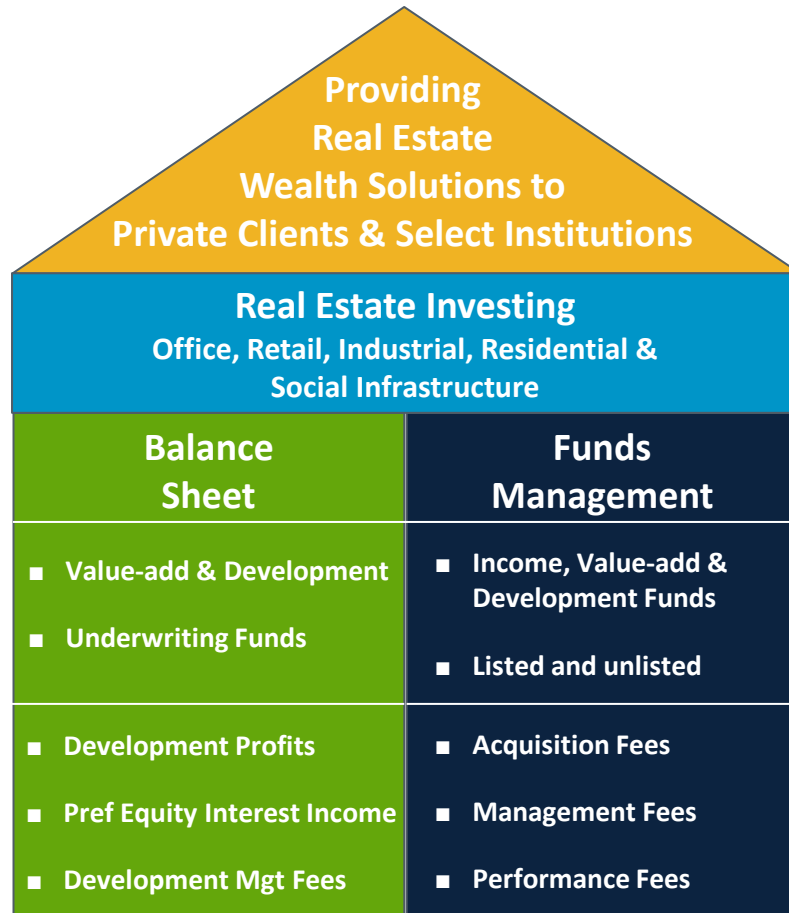 Providing
Real Estate
Wealth Solutions to
Private Clients & Select Institutions
Real Estate Investing
Office, Retail, Industrial, Residential &
Social Infrastructure
Balance
Sheet
■ Value-add & Development
■ Underwriting Funds
■ Development Profits
■ Pref Equity Interest Income
■ Development Mgt Fees
Funds
Management
■ Income, Value-add &
Development Funds
■ Listed and unlisted
■ Acquisition Fees
■ Management Fees
■ Performance Fees